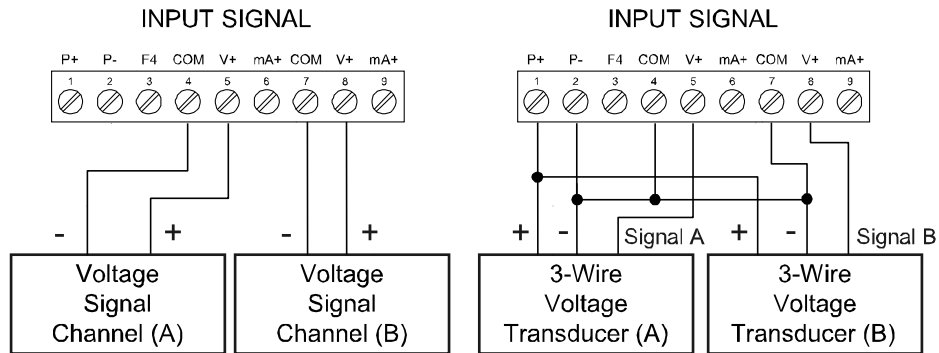 INPUT SIGNAL
P+ P- F4 COM V+ mA+ COM V+ mA+
1 2 3 4 5 6 7 8 9
- + - +
Voltage
Signal
Channel (A)
Voltage
Signal
Channel (B)
INPUT SIGNAL
P+ P- F4 COM V+ mA+ COM V+ mA+
1 2 3 4 5 6 7 8 9
+ - Signal A + - Signal B
3-Wire
Voltage
Transducer (A)
3-Wire
Voltage
Transducer (B)